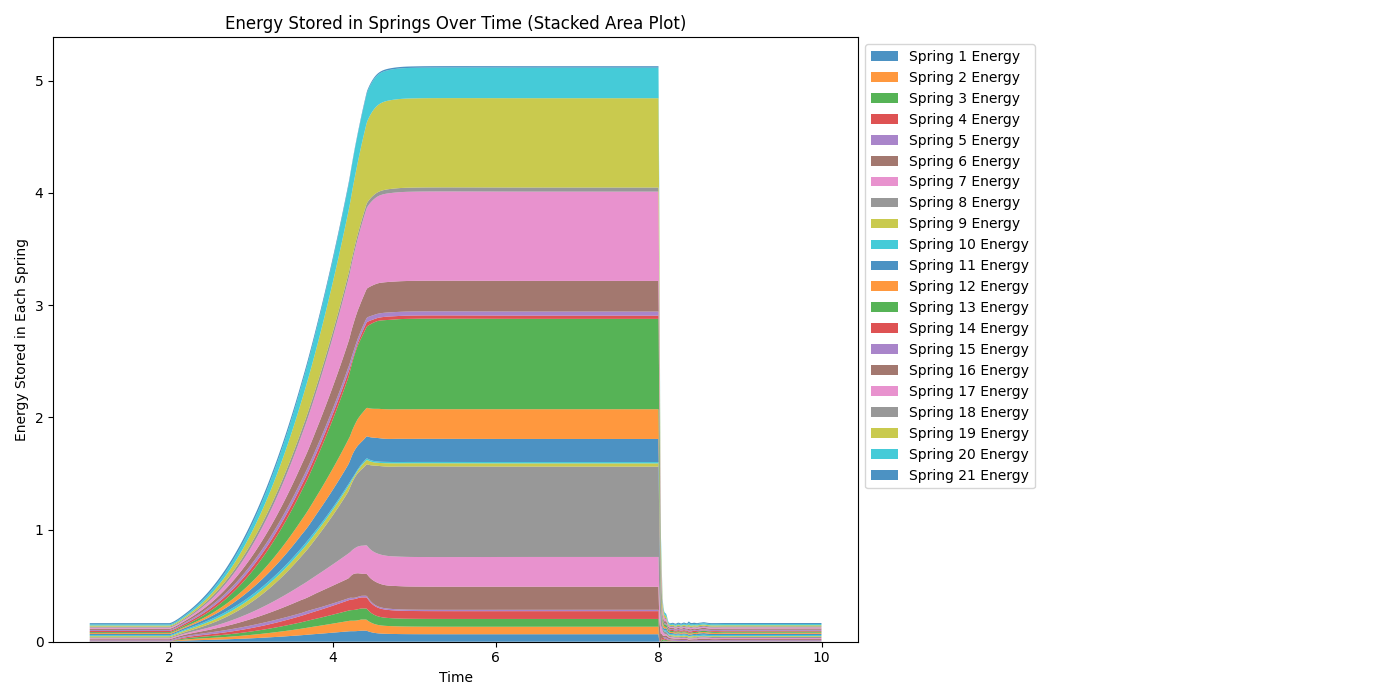 Energy Stored in Springs Over Time (Stacked Area Plot)
Energy Stored in Each Spring
5
4
3
2
1
0
2
4
6
8
10
Time
Spring 1 Energy
Spring 2 Energy
Spring 3 Energy
Spring 4 Energy
Spring 5 Energy
Spring 6 Energy
Spring 7 Energy
Spring 8 Energy
Spring 9 Energy
Spring 10 Energy
Spring 11 Energy
Spring 12 Energy
Spring 13 Energy
Spring 14 Energy
Spring 15 Energy
Spring 16 Energy
Spring 17 Energy
Spring 18 Energy
Spring 19 Energy
Spring 20 Energy
Spring 21 Energy